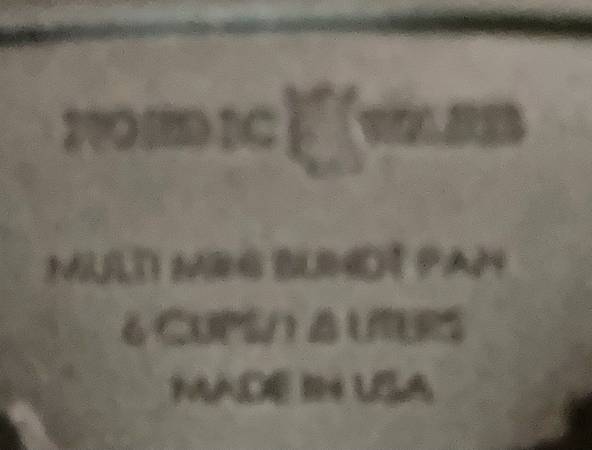 NORDIC WARE
MULTI MINI BUNDT PAN
6 CUPS/1.4 LITERS
MADE IN USA